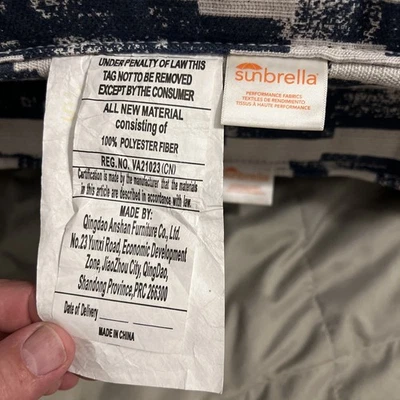 UNDER PENALTY OF LAW THIS
TAG NOT TO BE REMOVED
EXCEPT BY THE CONSUMER
ALL NEW MATERIAL
consisting of
100% POLYESTER FIBER
REG. NO. VA21023 (CN)
Certification is made by the manufacturer that the materials
in this article are described in accordance with law.
MADE BY:
Qingdao Anshan Furniture Co., Ltd.
No.23 Yunxi Road, Economic Development
Zone, JiaoZhou City, QingDao,
Shandong Province,PRC 266300
Date of Delivery
MADE IN CHINA
sunbrella
PERFORMANCE FABRICS
TEXTILES DE RENDIMIENTO
TISSUS À HAUTE PERFORMANCE